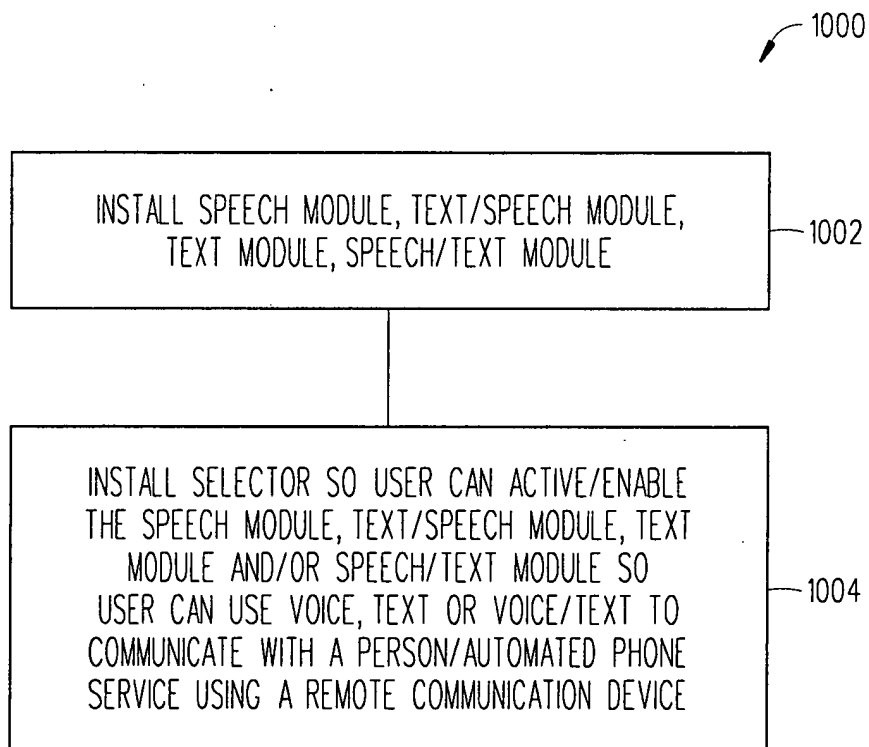 1000
INSTALL SPEECH MODULE, TEXT/SPEECH MODULE,
TEXT MODULE, SPEECH/TEXT MODULE
1002
INSTALL SELECTOR SO USER CAN ACTIVE/ENABLE
THE SPEECH MODULE, TEXT/SPEECH MODULE, TEXT
MODULE AND/OR SPEECH/TEXT MODULE SO
USER CAN USE VOICE, TEXT OR VOICE/TEXT TO
COMMUNICATE WITH A PERSON/AUTOMATED PHONE
SERVICE USING A REMOTE COMMUNICATION DEVICE
1004